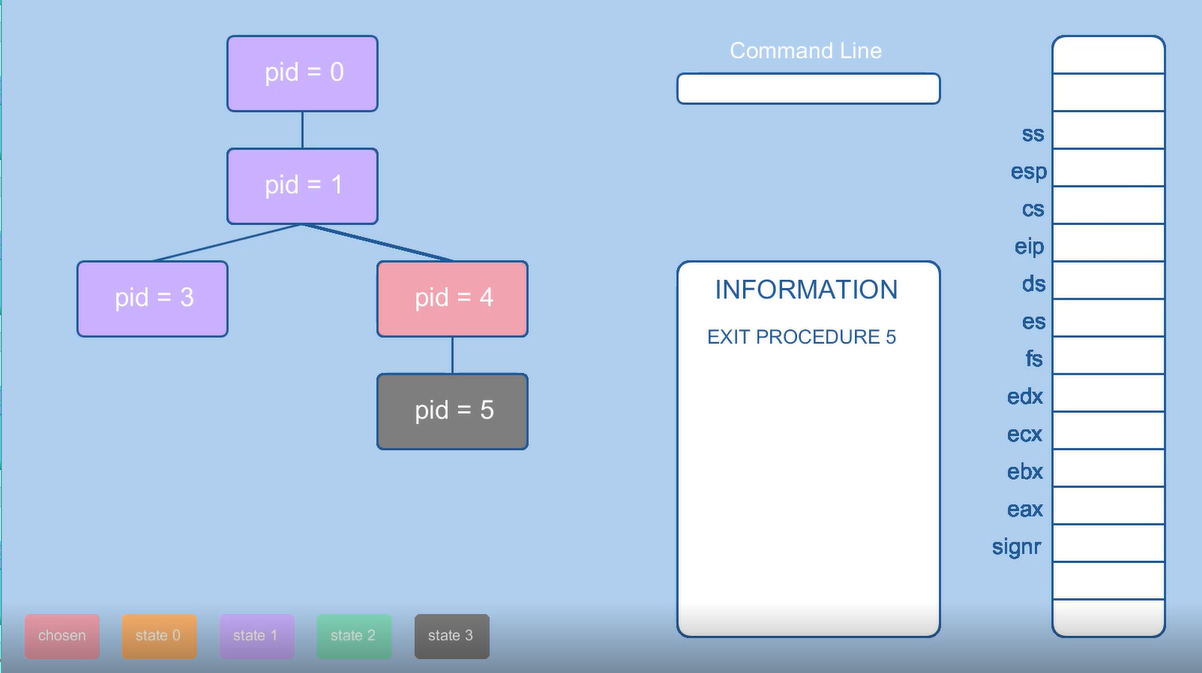 pid = 0
pid = 1
pid = 3
pid = 4
pid = 5
Command Line
INFORMATION
EXIT PROCEDURE 5
ss
esp
cs
eip
ds
es
fs
edx
ecx
ebx
eax
signr
chosen
state 0
state 1
state 2
state 3